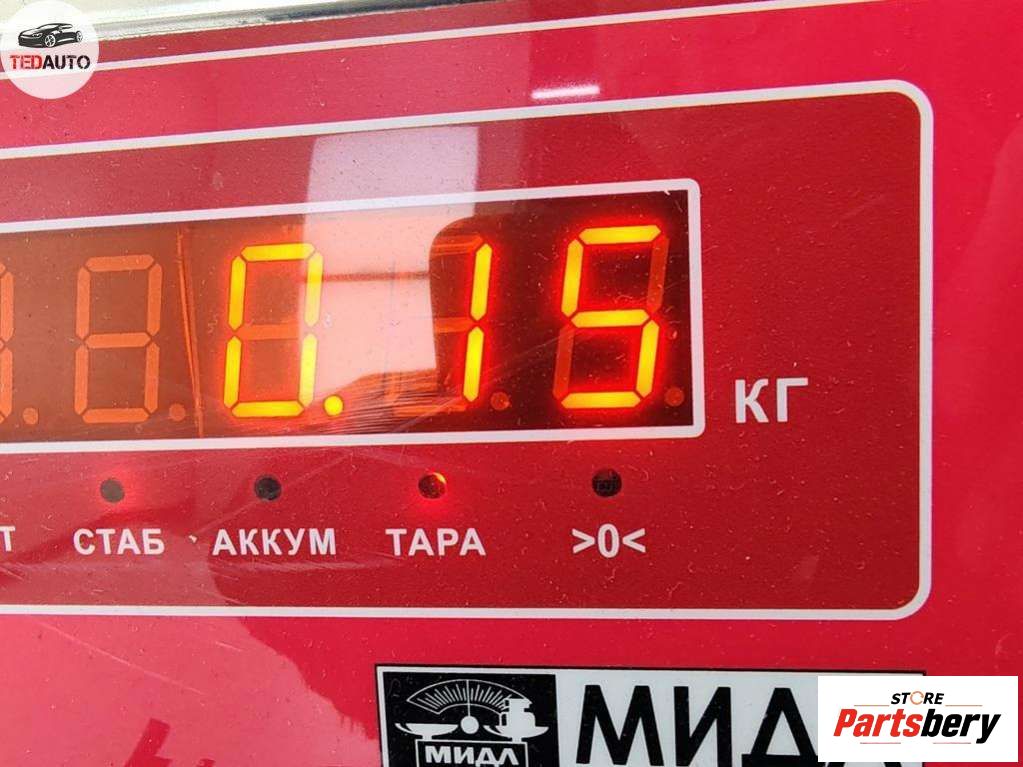 TEDAUTO
0.15
КГ
СТАБ АККУМ ТАРА >0<
МИДЛ
STORE
Partsbery